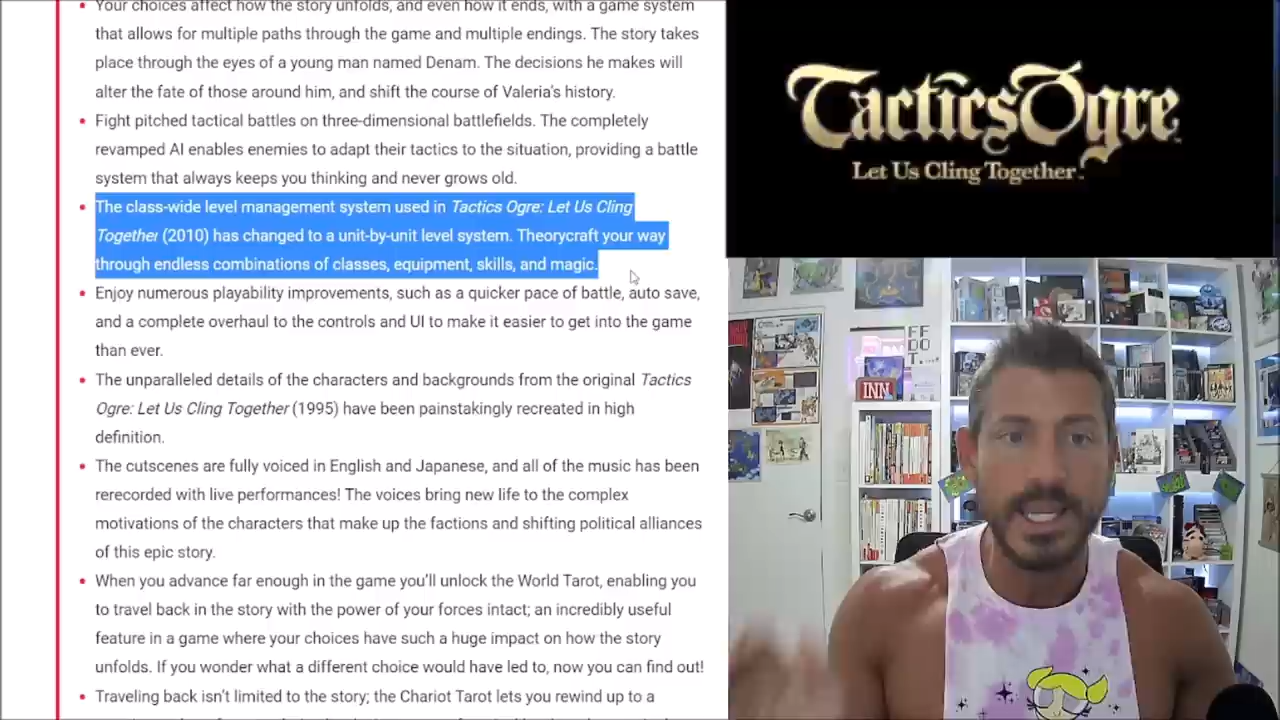 Your choices affect how the story unfolds, and even how it ends, with a game system
that allows for multiple paths through the game and multiple endings. The story takes
place through the eyes of a young man named Denam. The decisions he makes will
alter the fate of those around him, and shift the course of Valeria's history.
Fight pitched tactical battles on three-dimensional battlefields. The completely
revamped AI enables enemies to adapt their tactics to the situation, providing a battle
system that always keeps you thinking and never grows old.
The class-wide level management system used in Tactics Ogre: Let Us Cling
Together (2010) has changed to a unit-by-unit level system. Theorycraft your way
through endless combinations of classes, equipment, skills, and magic.
Enjoy numerous playability improvements, such as a quicker pace of battle, auto save,
and a complete overhaul to the controls and UI to make it easier to get into the game
than ever.
The unparalleled details of the characters and backgrounds from the original Tactics
Ogre: Let Us Cling Together (1995) have been painstakingly recreated in high
definition.
The cutscenes are fully voiced in English and Japanese, and all of the music has been
rerecorded with live performances! The voices bring new life to the complex
motivations of the characters that make up the factions and shifting political alliances
of this epic story.
When you advance far enough in the game you'll unlock the World Tarot, enabling you
to travel back in the story with the power of your forces intact; an incredibly useful
feature in a game where your choices have such a huge impact on how the story
unfolds. If you wonder what a different choice would have led to, now you can find out!
Traveling back isn't limited to the story; the Chariot Tarot lets you rewind up to a
Tactics Ogre
Let Us Cling Together
INN